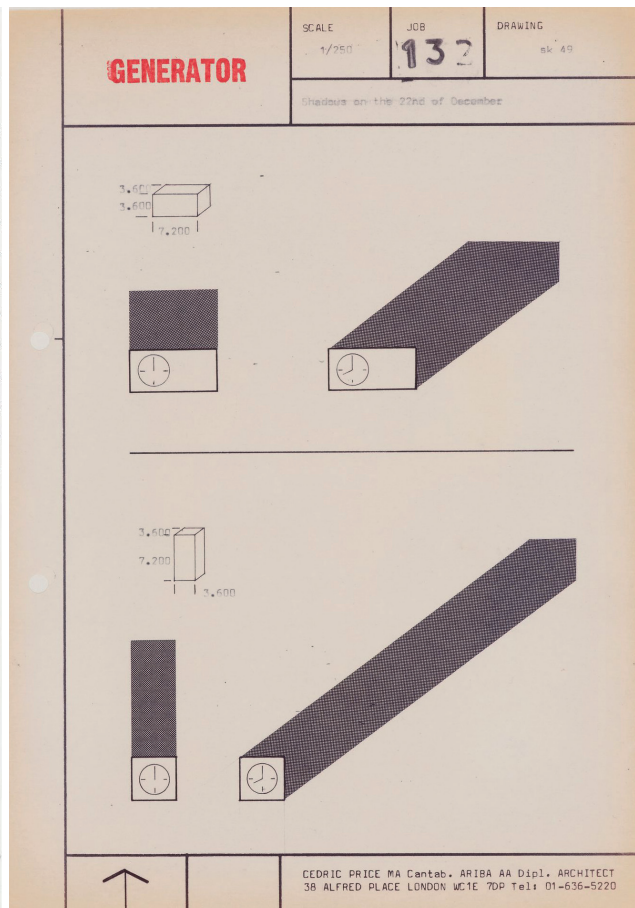 SCALE
JOB
DRAWING
1/250
132
sk 49
GENERATOR
Shadows on the 22nd of December
3.600
3.600
7.200
3.600
7.200
3.600
CEDRIC PRICE MA Cantab. ARIBA AA Dipl. ARCHITECT
38 ALFRED PLACE LONDON WC1E 7DP Tel: 01-636-5220